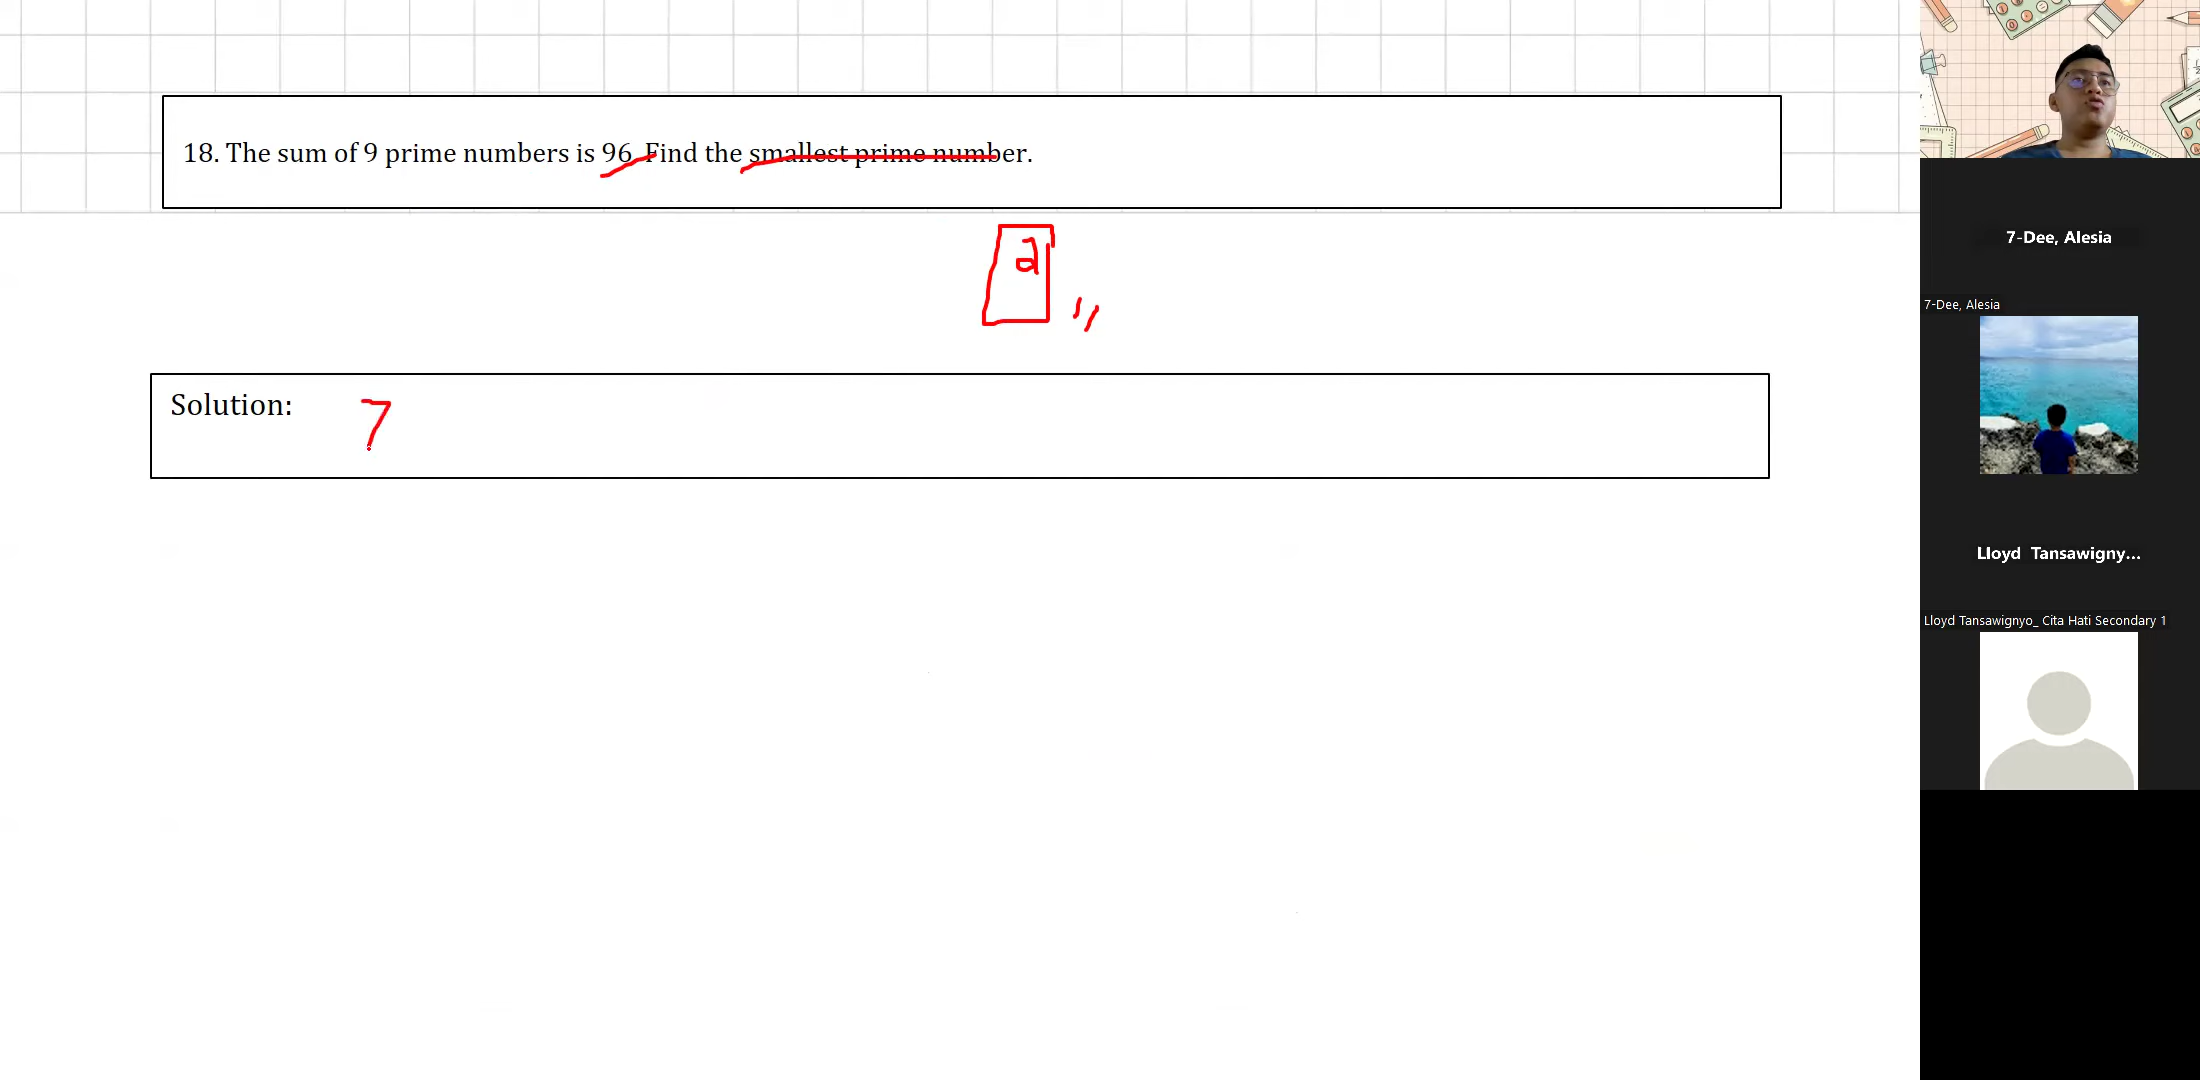 18. The sum of 9 prime numbers is 96. Find the smallest prime number.
2
Solution:
7
7-Dee, Alesia
7-Dee, Alesia
Lloyd Tansawigny...
Lloyd Tansawignyo_ Cita Hati Secondary 1